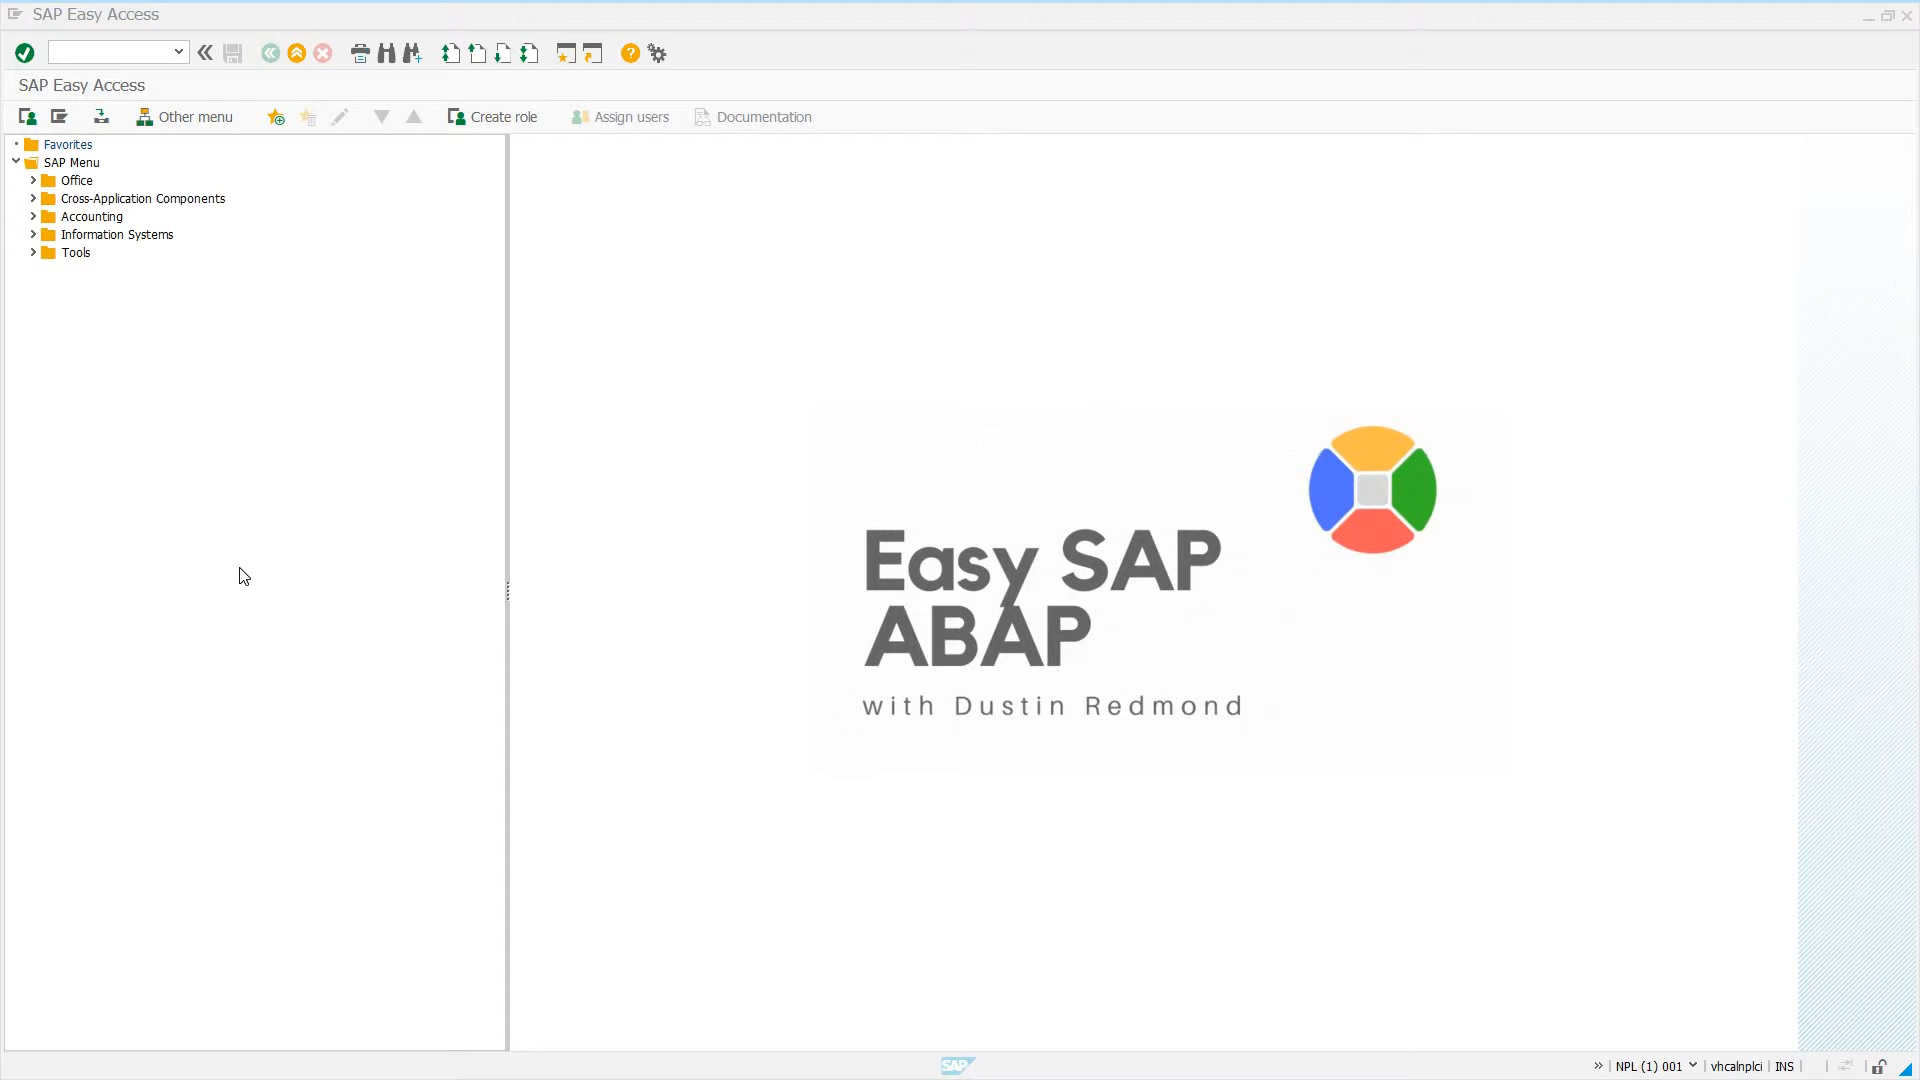 SAP Easy Access
SAP Easy Access
Other menu
Create role
Assign users
Documentation
Favorites
SAP Menu
Office
Cross-Application Components
Accounting
Information Systems
Tools
Easy SAP
ABAP
with Dustin Redmond
SAP
NPL (1) 001
vhcalnplci
INS